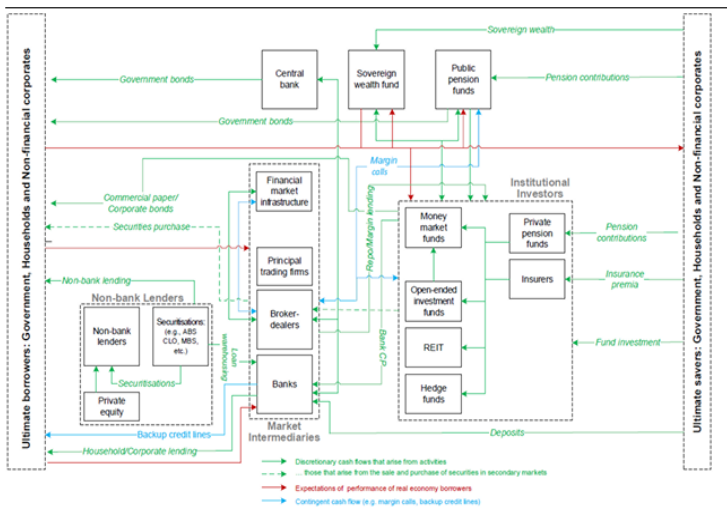 Ultimate borrowers: Government, Households and Non-financial corporates
Ultimate savers: Government, Households and Non-financial corporates
Sovereign wealth
Government bonds
Central
bank
Sovereign
wealth fund
Public
pension
funds
Pension contributions
Government bonds
Margin
calls
Financial
market
infrastructure
Institutional
Investors
Commercial paper/
Corporate bonds
Securities purchase
Repo/Margin lending
Money
market
funds
Private
pension
funds
Pension
contributions
Principal
trading firms
Non-bank lending
Insurers
Insurance
premia
Non-bank Lenders
Broker-
dealers
Open-ended
investment
funds
Non-bank
lenders
Securitisations:
(e.g., ABS
CLO, MBS,
etc.)
Loan
warehousing
Bank CP
REIT
Fund investment
Securitisations
Banks
Private
equity
Hedge
funds
Market
Intermediaries
Backup credit lines
Deposits
Household/Corporate lending
Discretionary cash flows that arise from activities
... those that arise from the sale and purchase of securities in secondary markets
Expectations of performance of real economy borrowers
Contingent cash flow (e.g. margin calls, backup credit lines)